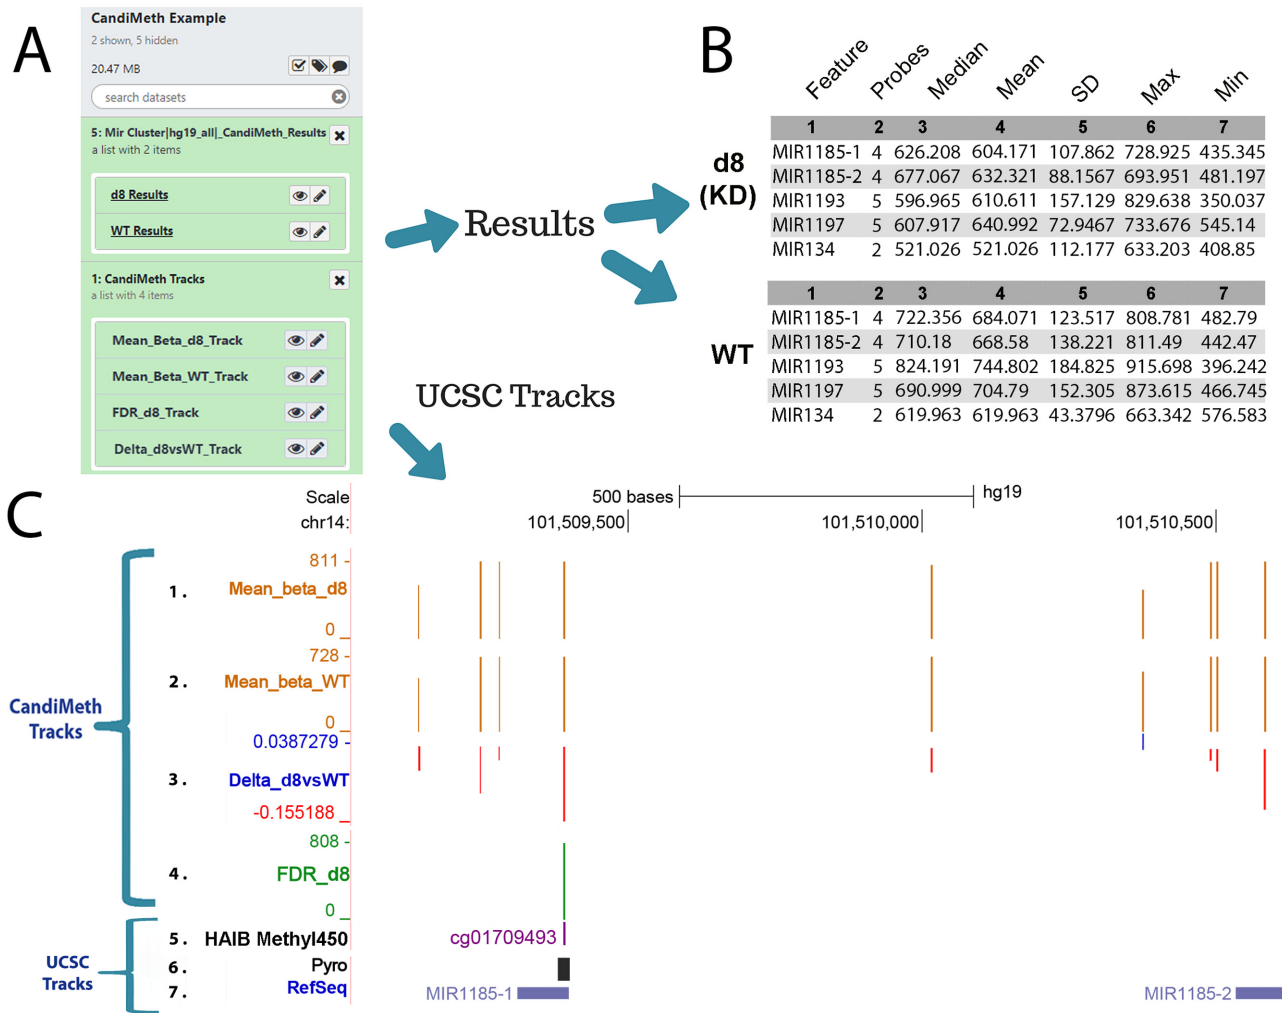 A
CandiMeth Example
2 shown, 5 hidden
20.47 MB
search datasets
5: Mir Cluster|hg19_all|_CandiMeth_Results
a list with 2 items
d8 Results
WT Results
1: CandiMeth Tracks
a list with 4 items
Mean_Beta_d8_Track
Mean_Beta_WT_Track
FDR_d8_Track
Delta_d8vsWT_Track
Results
UCSC Tracks
B
Feature Probes Median Mean SD Max Min
d8
(KD)
1 2 3 4 5 6 7
MIR1185-1 4 626.208 604.171 107.862 728.925 435.345
MIR1185-2 4 677.067 632.321 88.1567 693.951 481.197
MIR1193 5 596.965 610.611 157.129 829.638 350.037
MIR1197 5 607.917 640.992 72.9467 733.676 545.14
MIR134 2 521.026 521.026 112.177 633.203 408.85
WT
1 2 3 4 5 6 7
MIR1185-1 4 722.356 684.071 123.517 808.781 482.79
MIR1185-2 4 710.18 668.58 138.221 811.49 442.47
MIR1193 5 824.191 744.802 184.825 915.698 396.242
MIR1197 5 690.999 704.79 152.305 873.615 466.745
MIR134 2 619.963 619.963 43.3796 663.342 576.583
C
Scale 500 bases hg19
chr14: 101,509,500 101,510,000 101,510,500
CandiMeth
Tracks
811 -
1. Mean_beta_d8
0 _
728 -
2. Mean_beta_WT
0 _
0.0387279 -
3. Delta_d8vsWT
-0.155188 _
808 -
4. FDR_d8
0 _
UCSC
Tracks
5. HAIB Methyl450 cg01709493
6. Pyro
7. RefSeq MIR1185-1 MIR1185-2